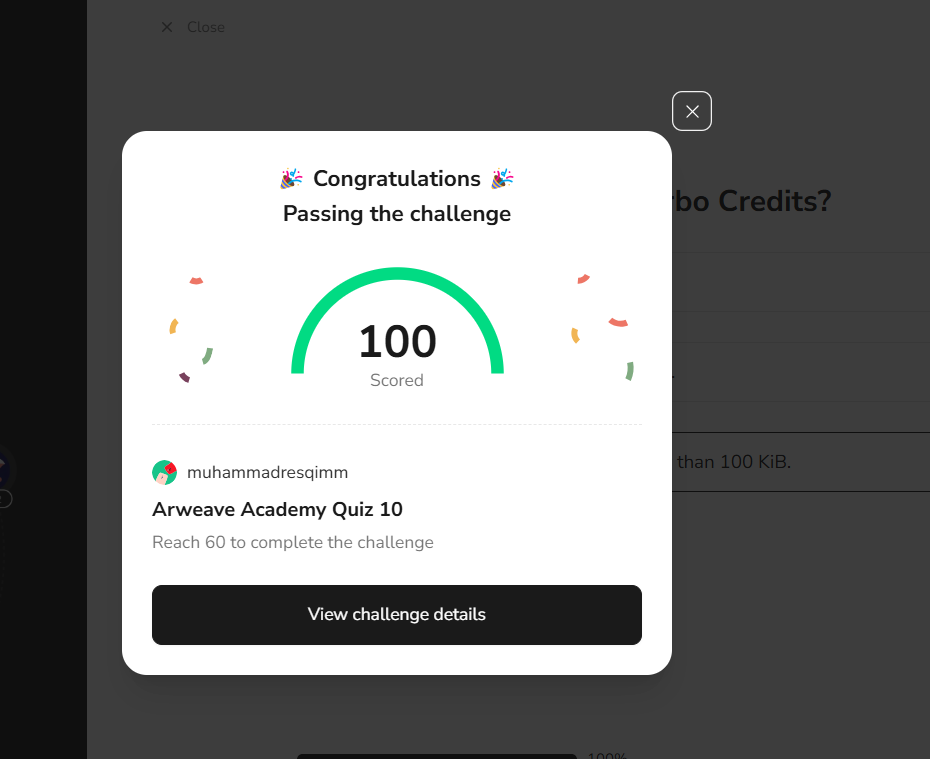 Close
🎉 Congratulations 🎉
Passing the challenge
Credits?
100
Scored
than 100 KiB.
muhammadresqimm
Arweave Academy Quiz 10
Reach 60 to complete the challenge
View challenge details
100%